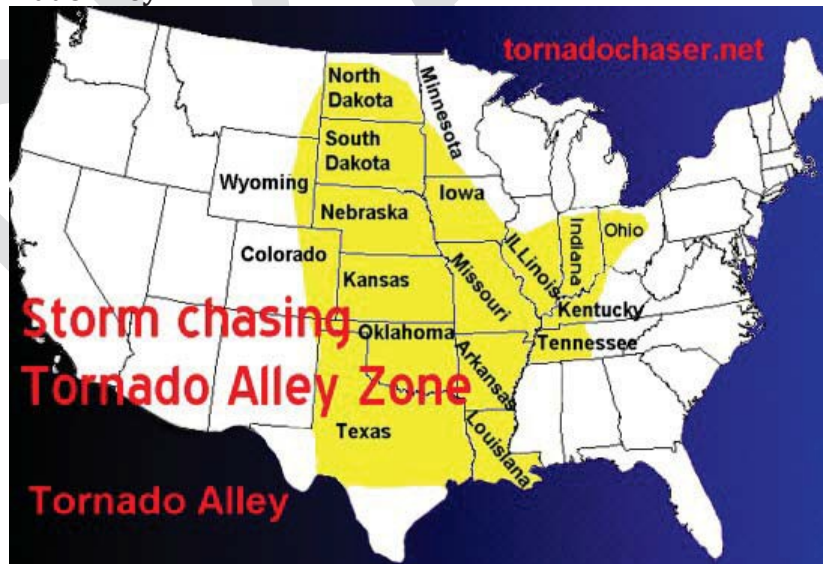 tornadochaser.net
North
Dakota
Minnesota
South
Dakota
Wyoming
Iowa
Nebraska
Ohio
Indiana
ILLinois
Colorado
Kansas
Missouri
Kentucky
Storm chasing
Oklahoma
Tennessee
Tornado Alley Zone
Arkansas
Texas
Louisiana
Tornado Alley